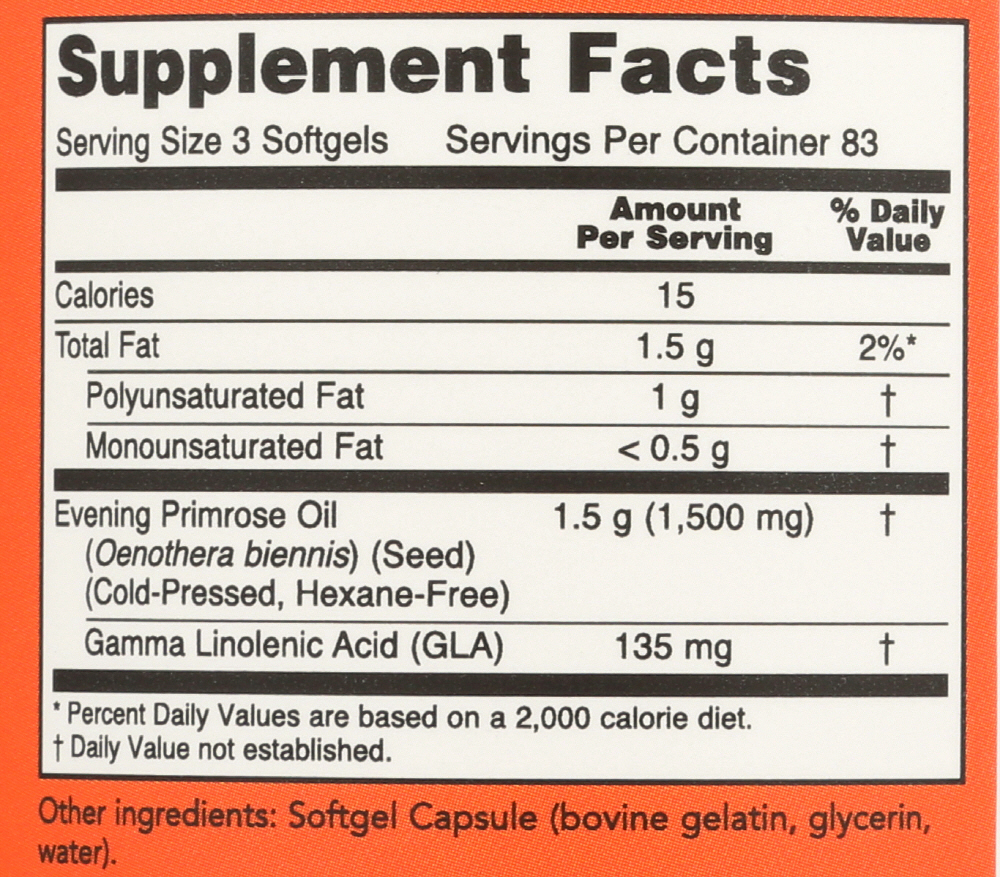 Supplement Facts
Serving Size 3 Softgels Servings Per Container 83
Amount Per Serving % Daily Value
Calories 15
Total Fat 1.5 g 2%*
Polyunsaturated Fat 1 g †
Monounsaturated Fat < 0.5 g †
Evening Primrose Oil 1.5 g (1,500 mg) †
(Oenothera biennis) (Seed)
(Cold-Pressed, Hexane-Free)
Gamma Linolenic Acid (GLA) 135 mg †
* Percent Daily Values are based on a 2,000 calorie diet.
† Daily Value not established.
Other ingredients: Softgel Capsule (bovine gelatin, glycerin,
water).